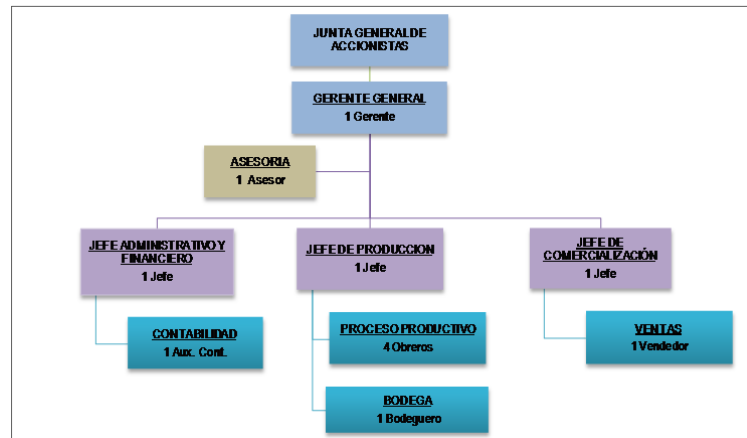 JUNTA GENERAL DE
ACCIONISTAS
GERENTE GENERAL
1 Gerente
ASESORIA
1 Asesor
JEFE ADMINISTRATIVO Y
FINANCIERO
1 Jefe
JEFE DE PRODUCCION
1 Jefe
JEFE DE
COMERCIALIZACIÓN
1 Jefe
CONTABILIDAD
1 Aux. Cont.
PROCESO PRODUCTIVO
4 Obreros
VENTAS
1 Vendedor
BODEGA
1 Bodeguero